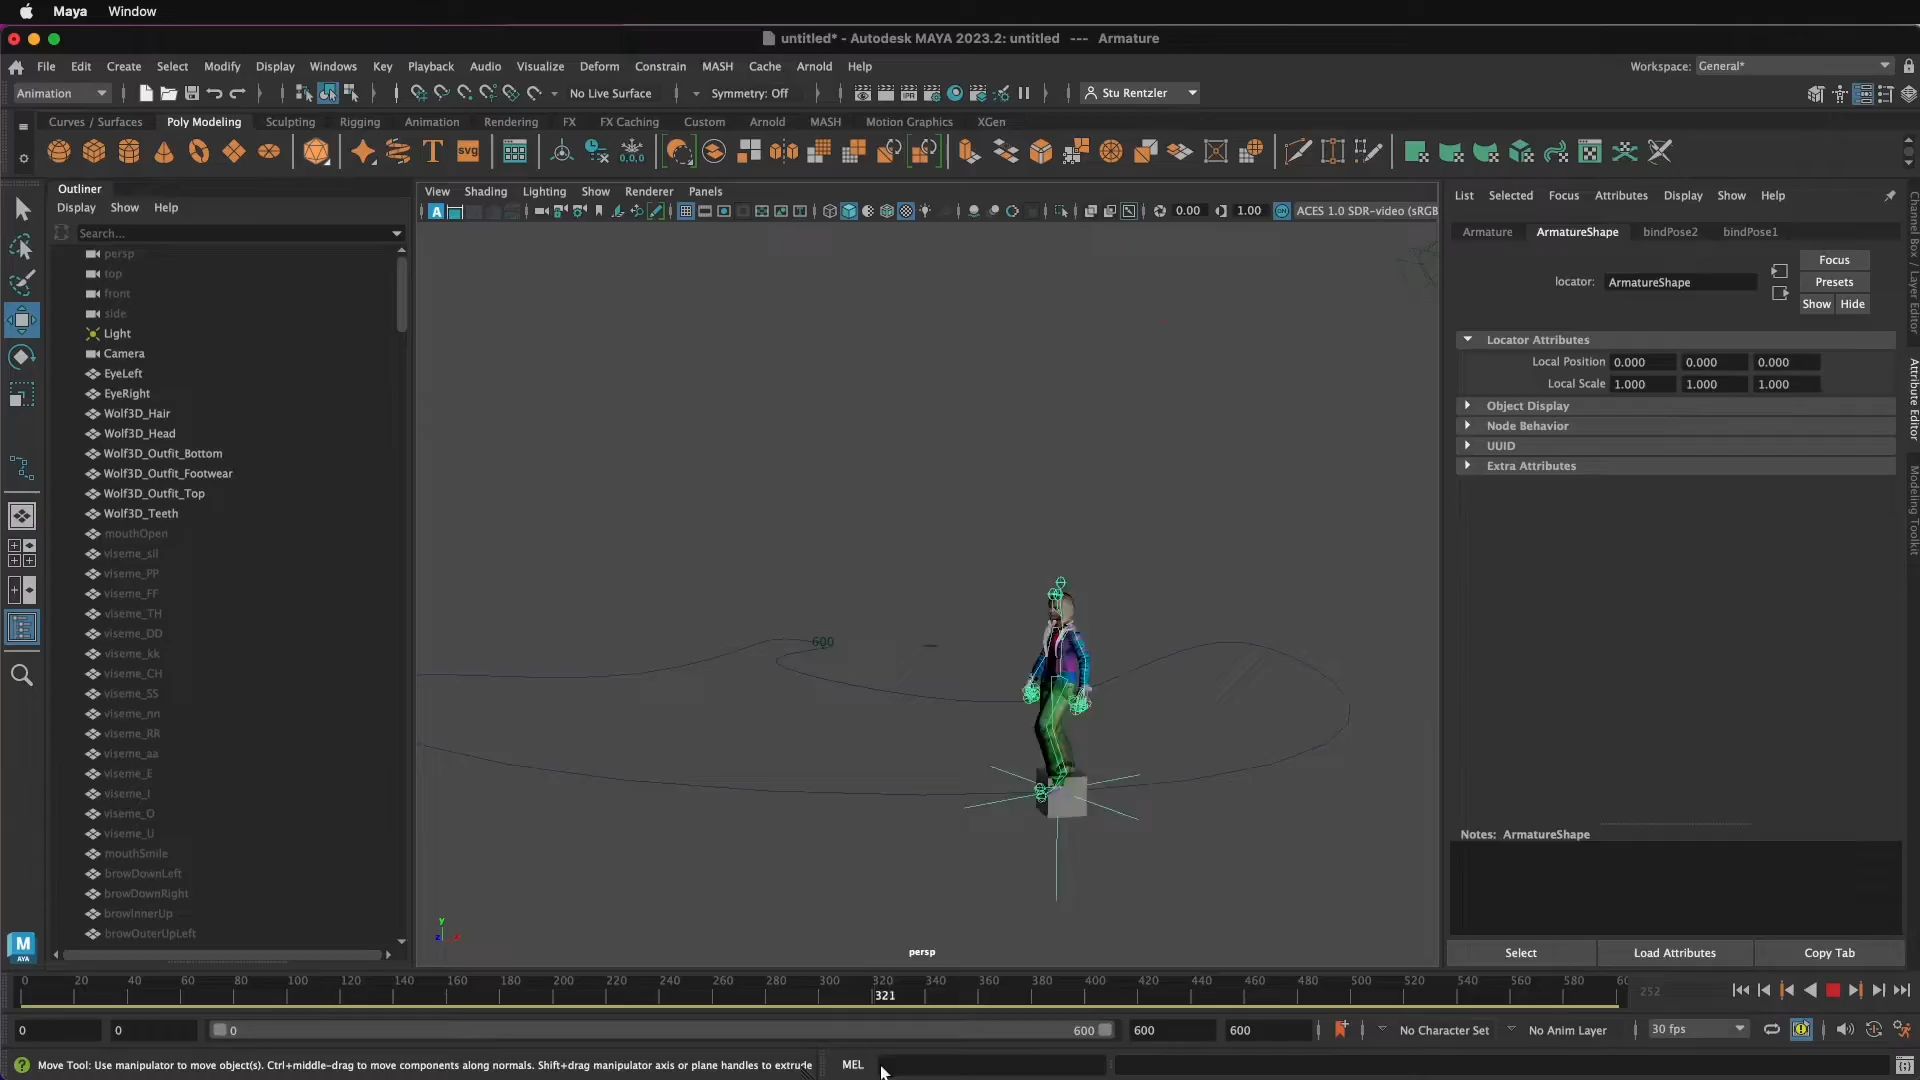 Maya Window
untitled* - Autodesk MAYA 2023.2: untitled --- Armature
File Edit Create Select Modify Display Windows Key Playback Audio Visualize Deform Constrain MASH Cache Arnold Help
Workspace: General*
Animation No Live Surface Symmetry: Off IPR Stu Rentzler
Curves / Surfaces Poly Modeling Sculpting Rigging Animation Rendering FX FX Caching Custom Arnold MASH Motion Graphics XGen
T SVG 0,0,0
Outliner
Display Show Help
Search...
persp
top
front
side
Light
Camera
EyeLeft
EyeRight
Wolf3D_Hair
Wolf3D_Head
Wolf3D_Outfit_Bottom
Wolf3D_Outfit_Footwear
Wolf3D_Outfit_Top
Wolf3D_Teeth
mouthOpen
viseme_sil
viseme_PP
viseme_FF
viseme_TH
viseme_DD
viseme_kk
viseme_CH
viseme_SS
viseme_nn
viseme_RR
viseme_aa
viseme_E
viseme_I
viseme_O
viseme_U
mouthSmile
browDownLeft
browDownRight
browInnerUp
browOuterUpLeft
View Shading Lighting Show Renderer Panels
A 0.00 1.00 ON ACES 1.0 SDR-video (sRGB
600
y
z x
persp
List Selected Focus Attributes Display Show Help
Armature ArmatureShape bindPose2 bindPose1
locator: ArmatureShape
Focus
Presets
Show Hide
Locator Attributes
Local Position 0.000 0.000 0.000
Local Scale 1.000 1.000 1.000
Object Display
Node Behavior
UUID
Extra Attributes
Notes: ArmatureShape
Select Load Attributes Copy Tab
Channel Box / Layer Editor
Attribute Editor
Modeling Toolkit
M
AYA
0 20 40 60 80 100 120 140 160 180 200 220 240 260 280 300 320 340 360 380 400 420 440 460 480 500 520 540 560 580 60
321
252
0 0 0 600 600 600 No Character Set No Anim Layer 30 fps
Move Tool: Use manipulator to move object(s). Ctrl+middle-drag to move components along normals. Shift+drag manipulator axis or plane handles to extrude
MEL